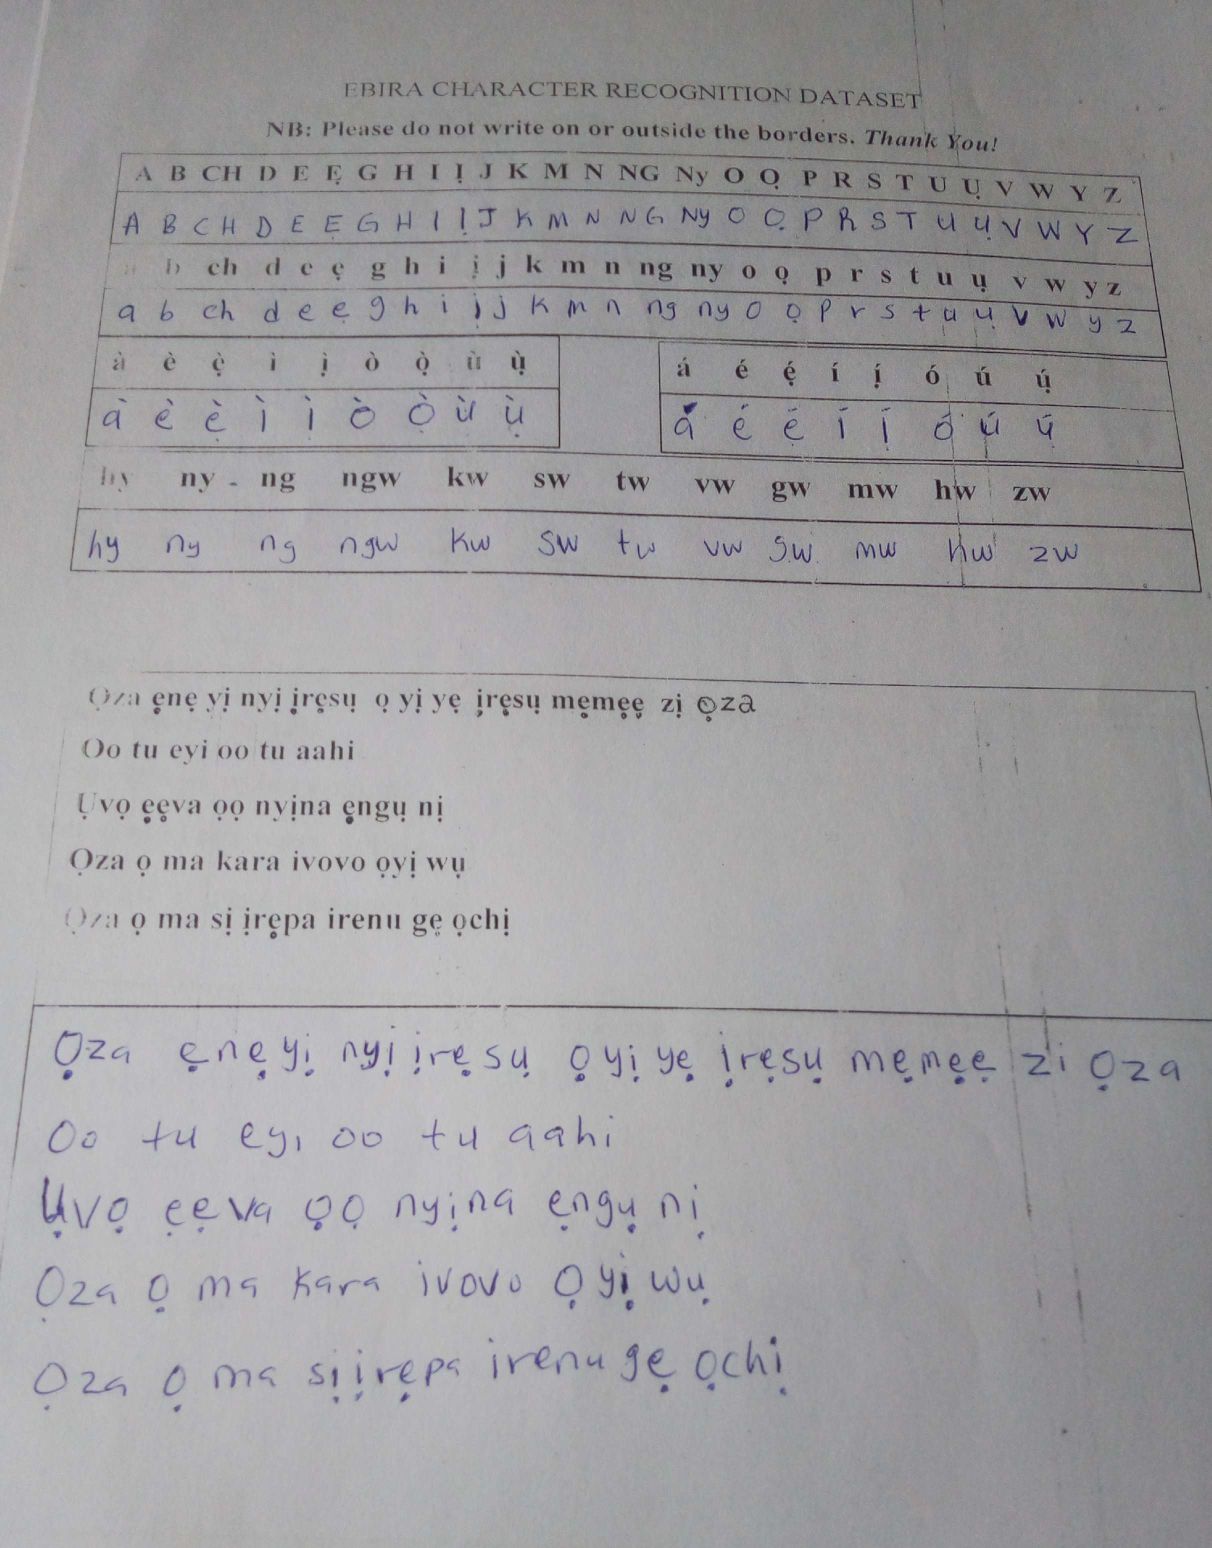 EBIRA CHARACTER RECOGNITION DATASET
NB: Please do not write on or outside the borders. Thank You!
A B CH D E Ẹ G H I Ị J K M N NG Ny O Ọ P R S T U Ụ V W Y Z
A B CH D E Ẹ G H I Ị J K M N NG Ny O Ọ P R S T U Ụ V W Y Z
a b ch d e ẹ g h i ị j k m n ng ny o ọ p r s t u ụ v w y z
a b ch d e ẹ g h i ị j k m n ng ny o ọ p r s t u ụ v w y z
à è ẹ̀ ì ị ò ọ̀ ù ụ̀ á é ẹ́ í ị́ ó ú ụ́
à è ẹ̀ ì ị̀ ò ọ̀ ù ụ̀ á é ẹ́ í ị́ ó ú ụ́
hy ny - ng ngw kw sw tw vw gw mw hw zw
hy ny ng ngw kw sw tw vw gw mw hw zw
Ọza ẹnẹ yị nyị ịrẹsụ ọ yị yẹ ịrẹsụ mẹmẹẹ zị ọza
Oo tu eyi oo tu aahi
Ụvọ ẹẹva ọọ nyịna ẹngụ nị
Ọza ọ ma kara ivovo ọyị wụ
Ọza ọ ma sị ịrẹpa irenu gẹ ọchị
Ọza ẹnẹ yị nyị ịrẹsụ ọ yị yẹ ịrẹsụ mẹmẹẹ zi ọza
Oo tu eyi oo tu aahi
Ụvọ ẹẹva ọọ nyịna ẹngụ nị
Ọza ọ ma kara ivovo ọ yị wụ
Ọza ọ ma sị ịrẹpa irenu gẹ ọchị